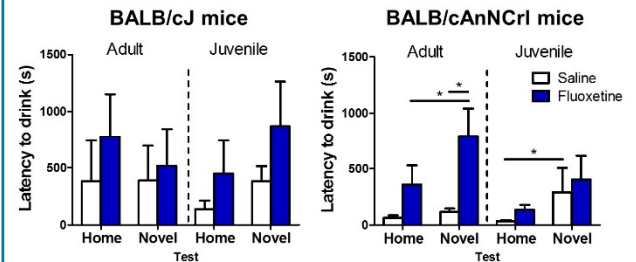 BALB/cJ mice
Adult Juvenile
Latency to drink (s)
1500
1000
500
0
Home Novel Home Novel
Test
BALB/cAnNCrl mice
Adult Juvenile
Saline
Fluoxetine
Latency to drink (s)
1500
1000
500
0
* *
*
Home Novel Home Novel
Test